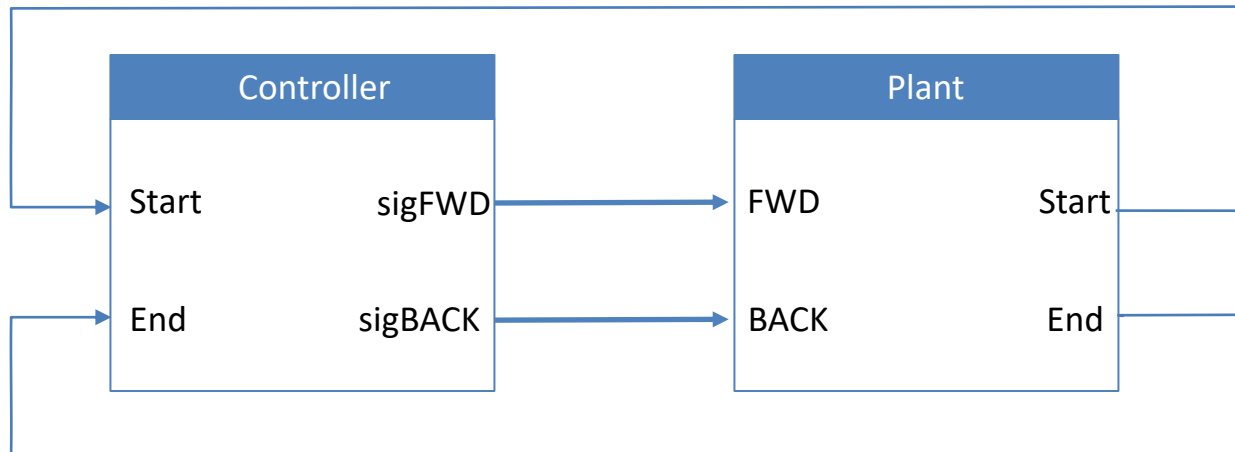 Controller
Plant
Start
sigFWD
FWD
Start
End
sigBACK
BACK
End